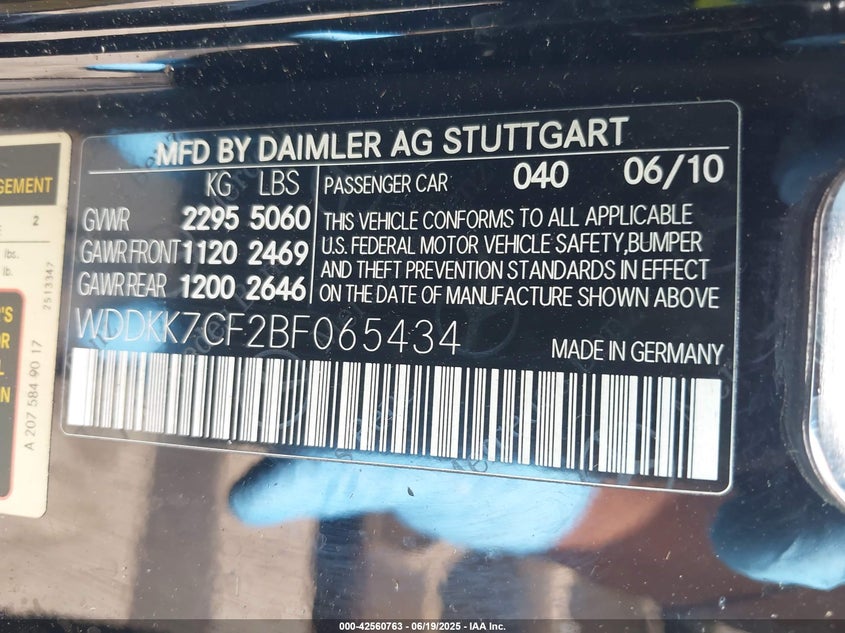 MFD BY DAIMLER AG STUTTGART
KG LBS
GVWR 2295 5060
GAWR FRONT 1120 2469
GAWR REAR 1200 2646
PASSENGER CAR 040 06/10
THIS VEHICLE CONFORMS TO ALL APPLICABLE
U.S. FEDERAL MOTOR VEHICLE SAFETY,BUMPER
AND THEFT PREVENTION STANDARDS IN EFFECT
ON THE DATE OF MANUFACTURE SHOWN ABOVE
WDDKK7CF2BF065434
MADE IN GERMANY
2
lbs.
lb.
2513347
A 207 584 90 17
000-42560763 - 06/19/2025 - IAA Inc.